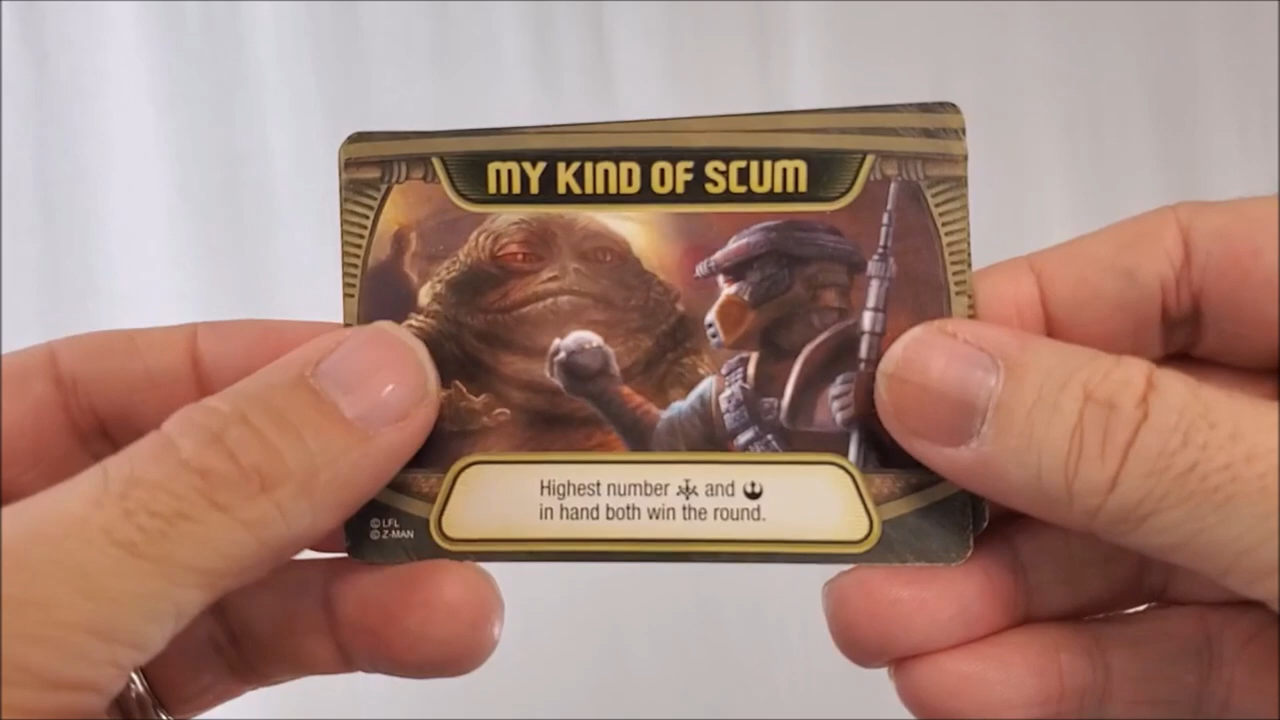 MY KIND OF SCUM
Highest number and
in hand both win the round.
© LFL
© Z-MAN